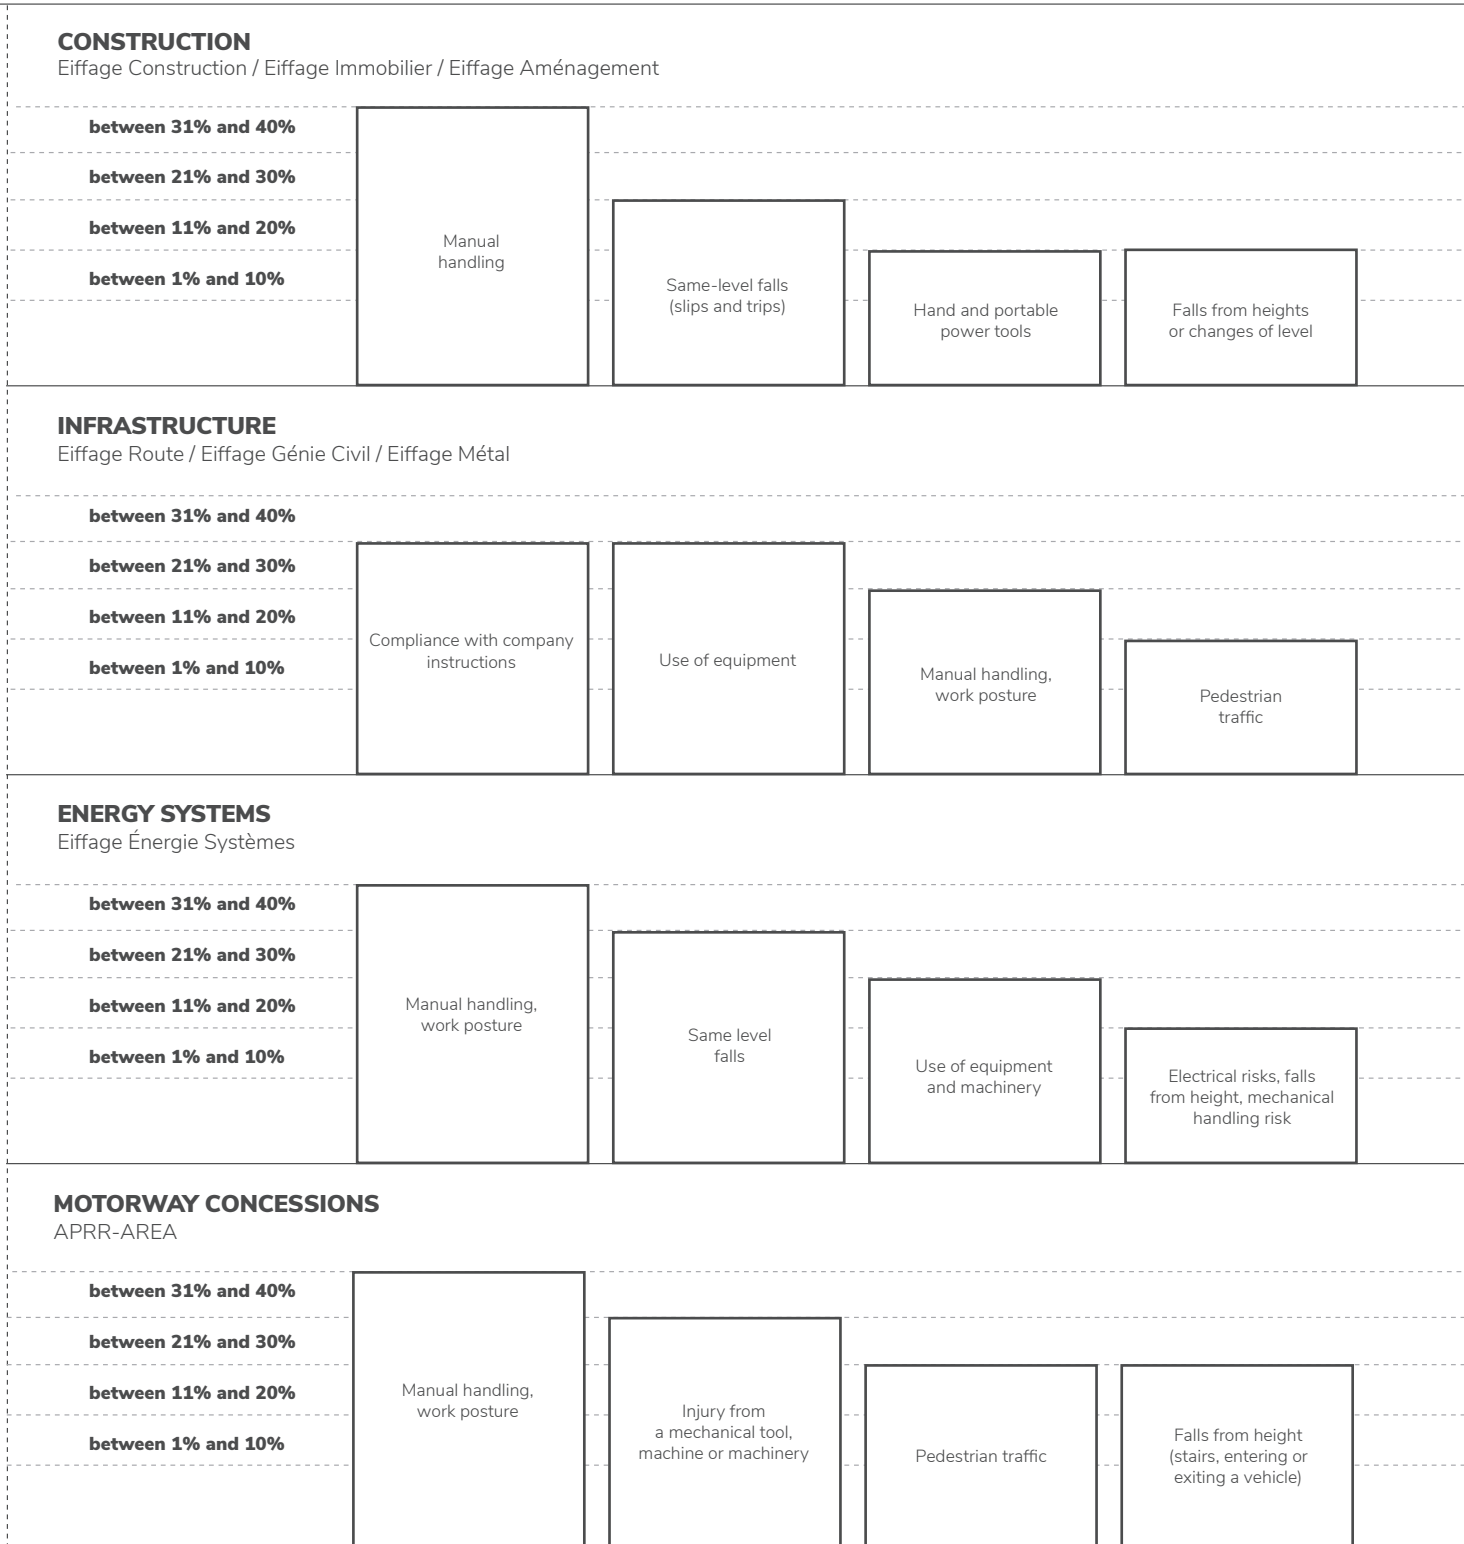 CONSTRUCTION
Eiffage Construction / Eiffage Immobilier / Eiffage Aménagement
between 31% and 40%
between 21% and 30%
between 11% and 20%
between 1% and 10%
Manual
handling
Same-level falls
(slips and trips)
Hand and portable
power tools
Falls from heights
or changes of level
INFRASTRUCTURE
Eiffage Route / Eiffage Génie Civil / Eiffage Métal
between 31% and 40%
between 21% and 30%
between 11% and 20%
between 1% and 10%
Compliance with company
instructions
Use of equipment
Manual handling,
work posture
Pedestrian
traffic
ENERGY SYSTEMS
Eiffage Énergie Systèmes
between 31% and 40%
between 21% and 30%
between 11% and 20%
between 1% and 10%
Manual handling,
work posture
Same level
falls
Use of equipment
and machinery
Electrical risks, falls
from height, mechanical
handling risk
MOTORWAY CONCESSIONS
APRR-AREA
between 31% and 40%
between 21% and 30%
between 11% and 20%
between 1% and 10%
Manual handling,
work posture
Injury from
a mechanical tool,
machine or machinery
Pedestrian traffic
Falls from height
(stairs, entering or
exiting a vehicle)